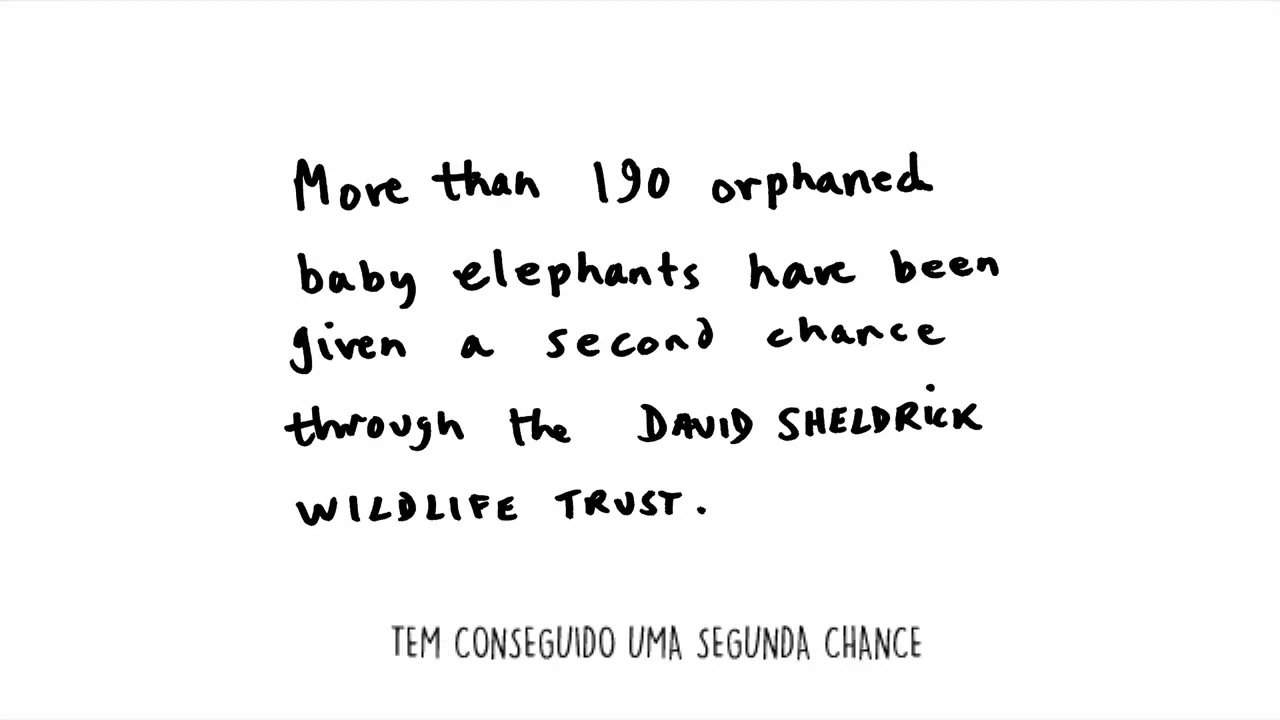 More than 190 orphaned
baby elephants have been
given a second chance
through the DAVID SHELDRICK
WILDLIFE TRUST.
TEM CONSEGUIDO UMA SEGUNDA CHANCE